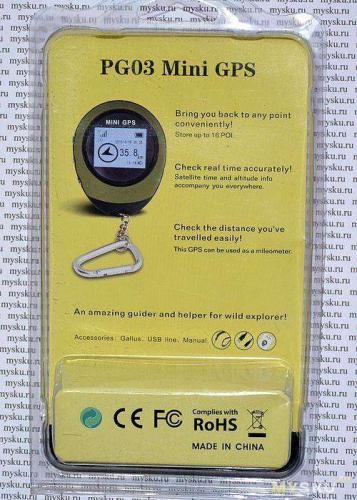 PG03 Mini GPS
MINI GPS
35.8
Bring you back to any point
conveniently!
Store up to 16 POI.
Check real time accurately!
Satellite time and altitude info
accompany you everywhere.
Check the distance you've
travelled easily!
This GPS can be used as a mileometer.
An amazing guider and helper for wild explorer!
Accessories: Gallus, USB line, Manual.
CE FC Complies with
RoHS
MADE IN CHINA
mysku.ru
MYSKU